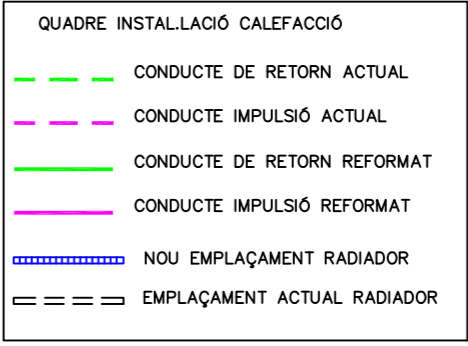 QUADRE INSTAL.LACIÓ CALEFACCIÓ
CONDUCTE DE RETORN ACTUAL
CONDUCTE IMPULSIÓ ACTUAL
CONDUCTE DE RETORN REFORMAT
CONDUCTE IMPULSIÓ REFORMAT
NOU EMPLAÇAMENT RADIADOR
EMPLAÇAMENT ACTUAL RADIADOR